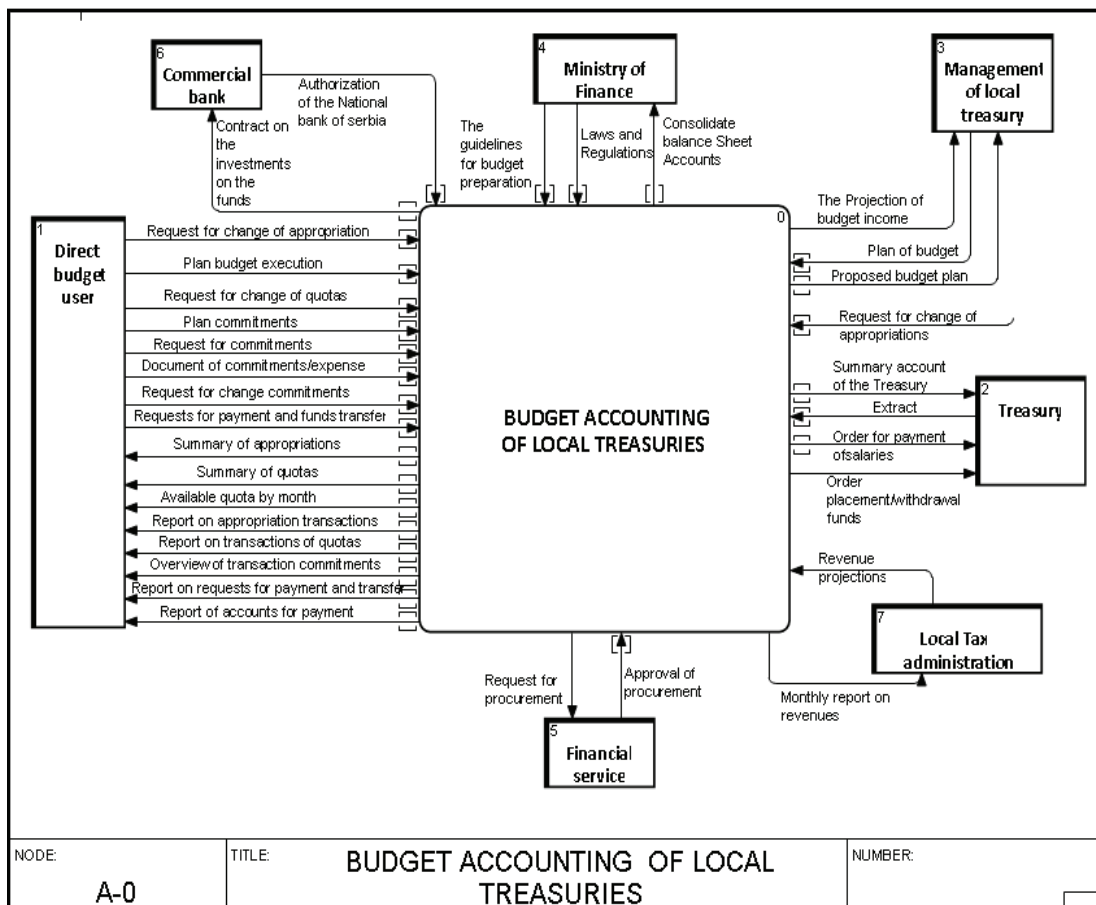 6
Commercial
bank
Authorization
of the National
bank of serbia
Contract on
the
investments
on the
funds
4
Ministry of
Finance
The
guidelines
for budget
preparation
Laws and
Regulations
Consolidate
balance Sheet
Accounts
3
Management
of local
treasury
The Projection of
budget income
Plan of budget
Proposed budget plan
Request for change of
appropriations
1
Direct
budget
user
Request for change of appropriation
Plan budget execution
Request for change of quotas
Plan commitments
Request for commitments
Document of commitments/expense
Request for change commitments
Requests for payment and funds transfer
Summary of appropriations
Summary of quotas
Available quota by month
Report on appropriation transactions
Report on transactions of quotas
Overview of transaction commitments
Report on requests for payment and transfer
Report of accounts for payment
0
BUDGET ACCOUNTING
OF LOCAL TREASURIES
Summary account
of the Treasury
Extract
Order for payment
ofsalaries
Order
placement/withdrawal
funds
2
Treasury
Revenue
projections
7
Local Tax
administration
Monthly report on
revenues
Request for
procurement
Approval of
procurement
5
Financial
service
NODE:
A-0
TITLE:
BUDGET ACCOUNTING OF LOCAL
TREASURIES
NUMBER: